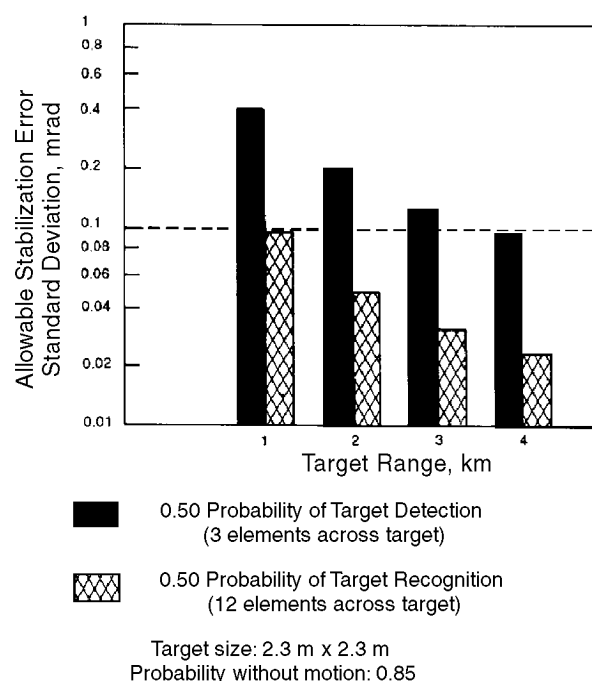 Allowable Stabilization Error
Standard Deviation, mrad
1
0.8
0.6
0.4
0.2
0.1
0.08
0.06
0.04
0.02
0.01
1 2 3 4
Target Range, km
0.50 Probability of Target Detection
(3 elements across target)
0.50 Probability of Target Recognition
(12 elements across target)
Target size: 2.3 m x 2.3 m
Probability without motion: 0.85